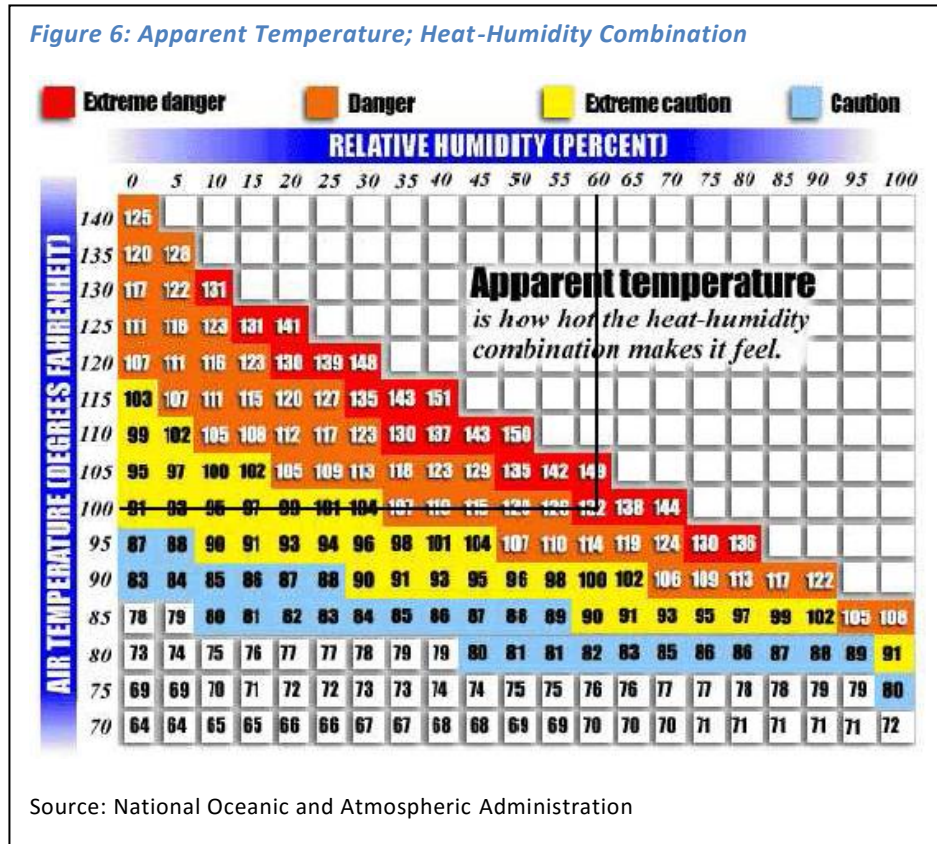 Figure 6: Apparent Temperature; Heat-Humidity Combination
Extreme danger Danger Extreme caution Caution
RELATIVE HUMIDITY (PERCENT)
0 5 10 15 20 25 30 35 40 45 50 55 60 65 70 75 80 85 90 95 100
AIR TEMPERATURE (DEGREES FAHRENHEIT)
140 125
135 120 128
130 117 122 131
Apparent temperature
is how hot the heat-humidity
combination makes it feel.
125 111 116 123 131 141
120 107 111 116 123 130 139 148
115 103 107 111 115 120 127 135 143 151
110 99 102 105 108 112 117 123 130 137 143 150
105 95 97 100 102 105 109 113 118 123 129 135 142 149
100 91 93 95 97 99 101 104 107 110 115 120 126 132 138 144
95 87 88 90 91 93 94 96 98 101 104 107 110 114 119 124 130 136
90 83 84 85 86 87 88 90 91 93 95 96 98 100 102 106 109 113 117 122
85 78 79 80 81 82 83 84 85 86 87 88 89 90 91 93 95 97 99 102 105 108
80 73 74 75 76 77 77 78 79 79 80 81 81 82 83 85 86 86 87 88 89 91
75 69 69 70 71 72 72 73 73 74 74 75 75 76 76 77 77 78 78 79 79 80
70 64 64 65 65 66 66 67 67 68 68 69 69 70 70 70 71 71 71 71 71 72
Source: National Oceanic and Atmospheric Administration